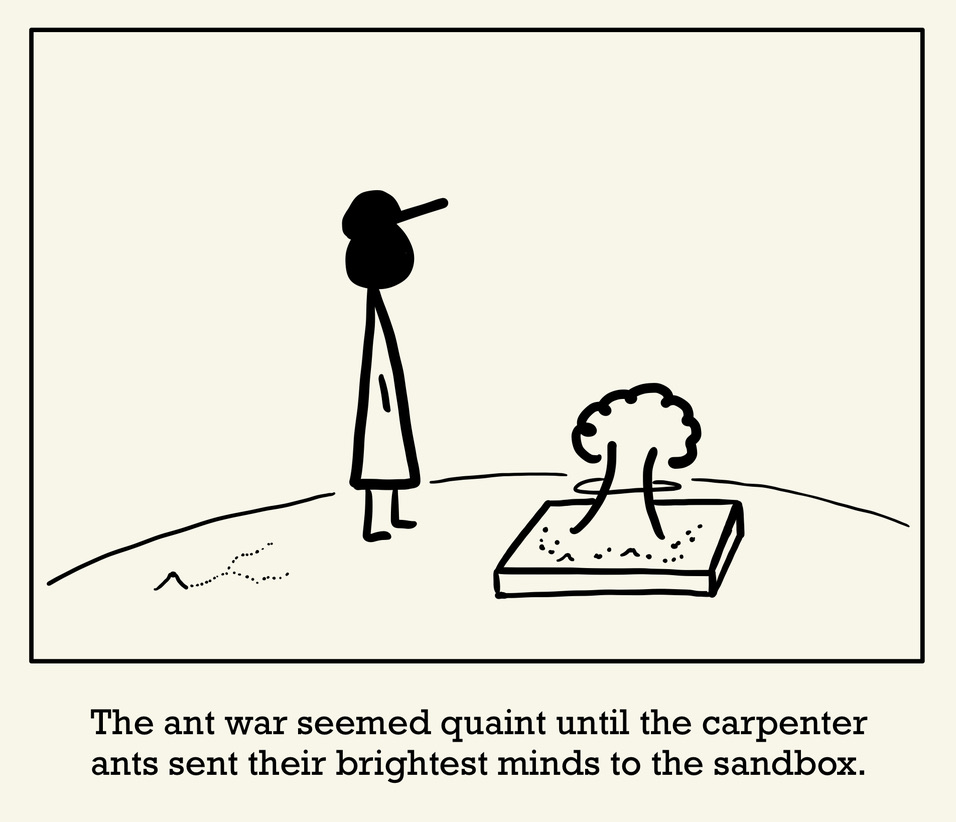 The ant war seemed quaint until the carpenter
ants sent their brightest minds to the sandbox.